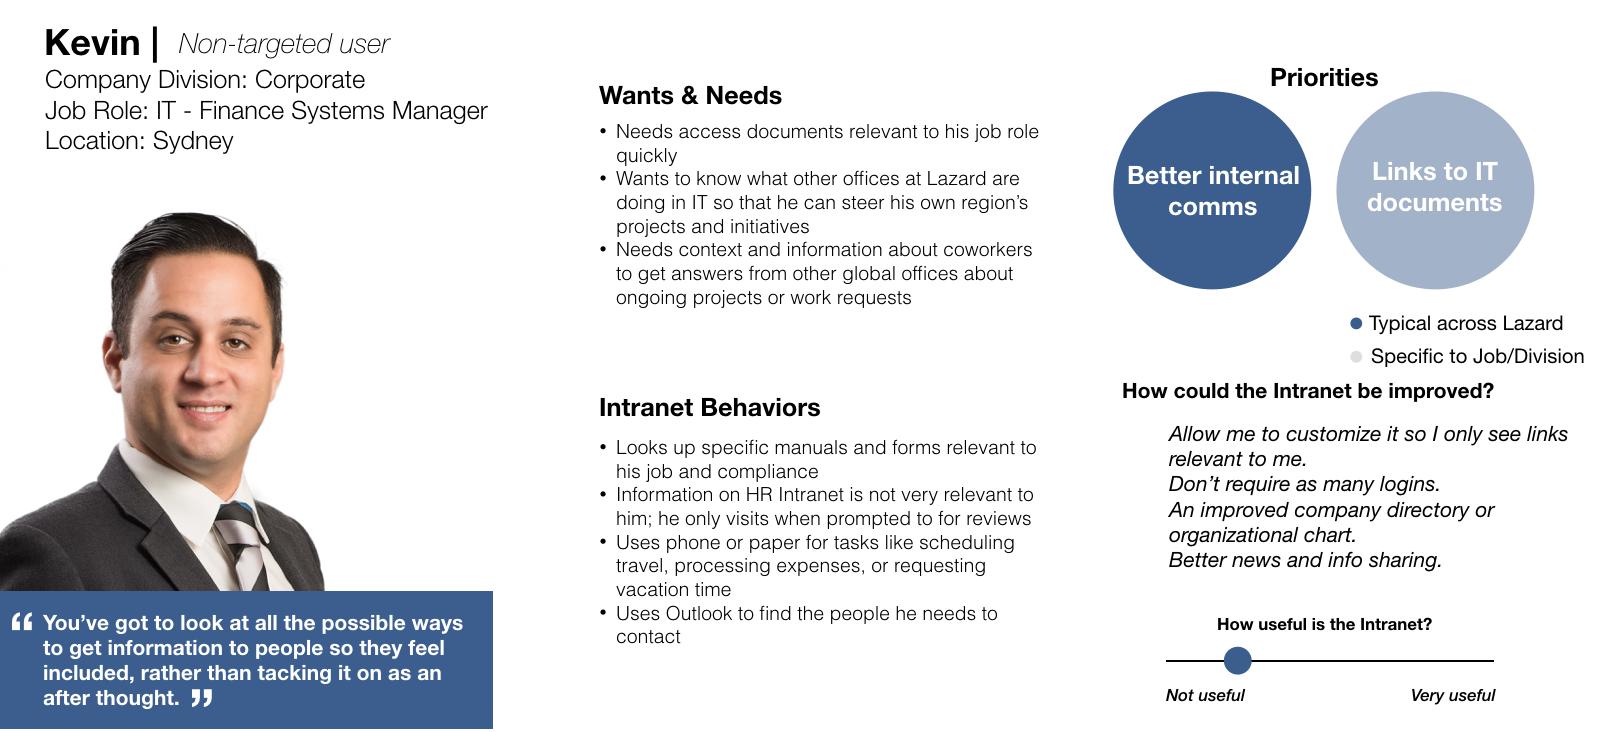 Kevin | Non-targeted user
Company Division: Corporate
Job Role: IT - Finance Systems Manager
Location: Sydney
“ You’ve got to look at all the possible ways
to get information to people so they feel
included, rather than tacking it on as an
after thought. ”
Wants & Needs
• Needs access documents relevant to his job role
quickly
• Wants to know what other offices at Lazard are
doing in IT so that he can steer his own region’s
projects and initiatives
• Needs context and information about coworkers
to get answers from other global offices about
ongoing projects or work requests
Intranet Behaviors
• Looks up specific manuals and forms relevant to
his job and compliance
• Information on HR Intranet is not very relevant to
him; he only visits when prompted to for reviews
• Uses phone or paper for tasks like scheduling
travel, processing expenses, or requesting
vacation time
• Uses Outlook to find the people he needs to
contact
Priorities
Better internal
comms
Links to IT
documents
Typical across Lazard
Specific to Job/Division
How could the Intranet be improved?
Allow me to customize it so I only see links
relevant to me.
Don’t require as many logins.
An improved company directory or
organizational chart.
Better news and info sharing.
How useful is the Intranet?
Not useful
Very useful